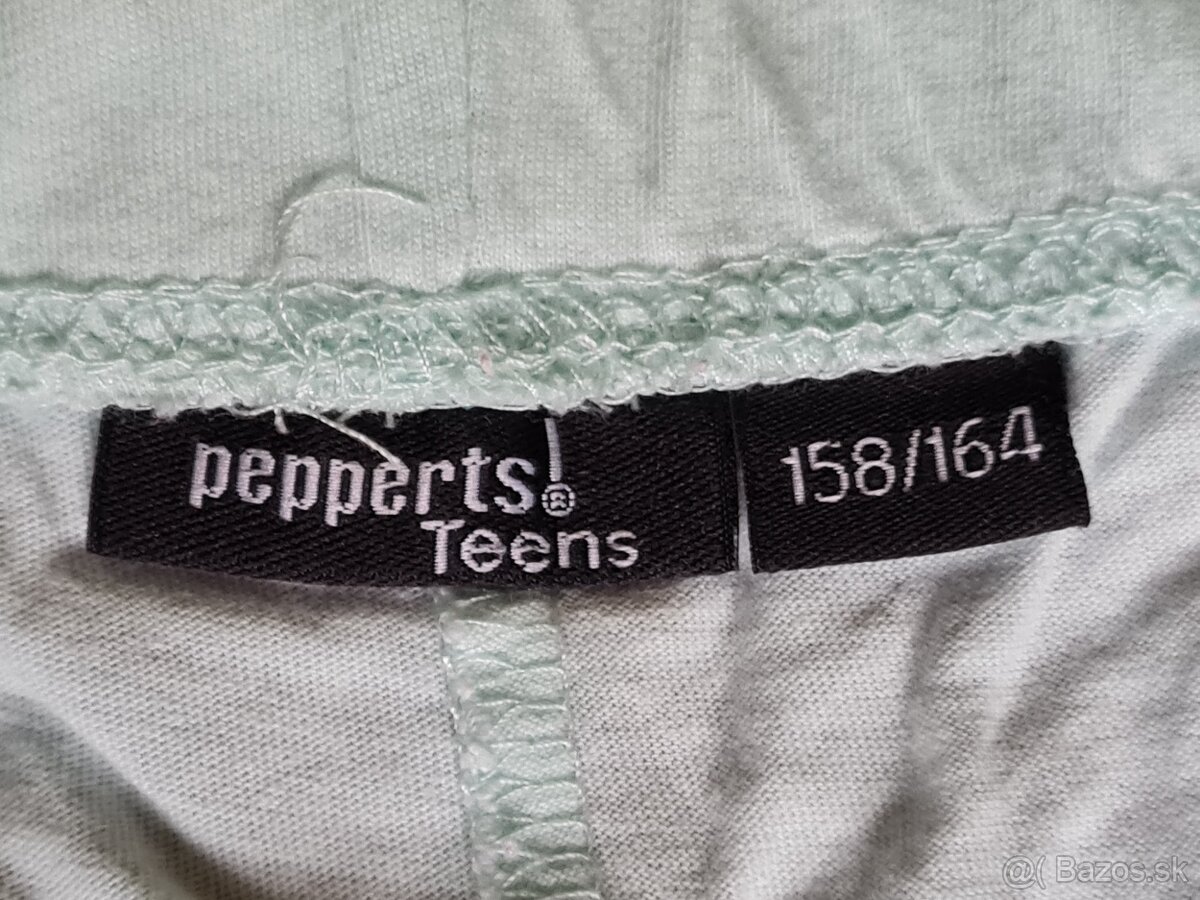 pepperts!®
Teens
158/164
@( Bazos.sk